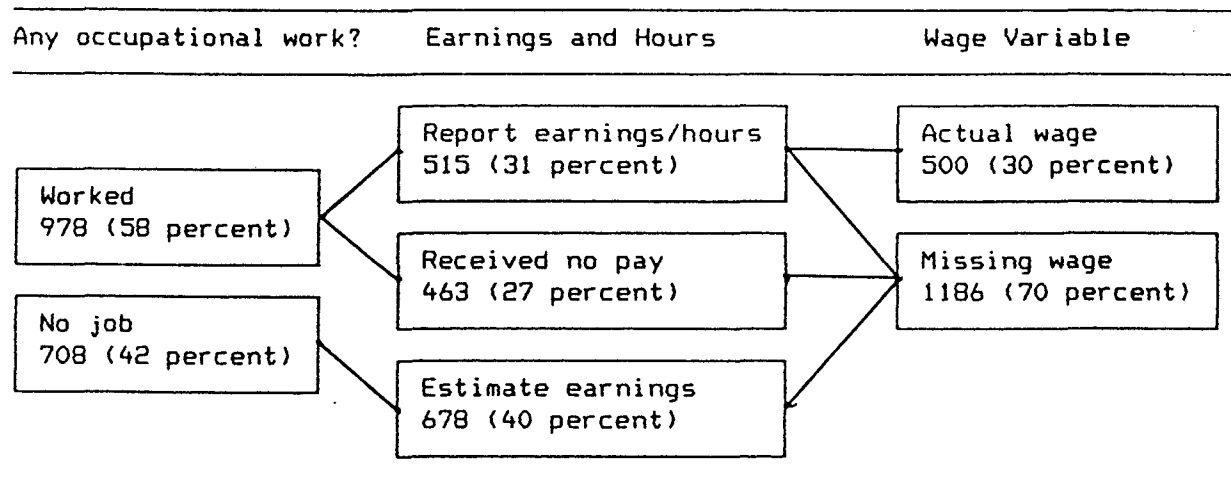 Any occupational work? Earnings and Hours Wage Variable
Report earnings/hours
515 (31 percent)
Actual wage
500 (30 percent)
Worked
978 (58 percent)
Received no pay
463 (27 percent)
Missing wage
1186 (70 percent)
No job
708 (42 percent)
Estimate earnings
678 (40 percent)